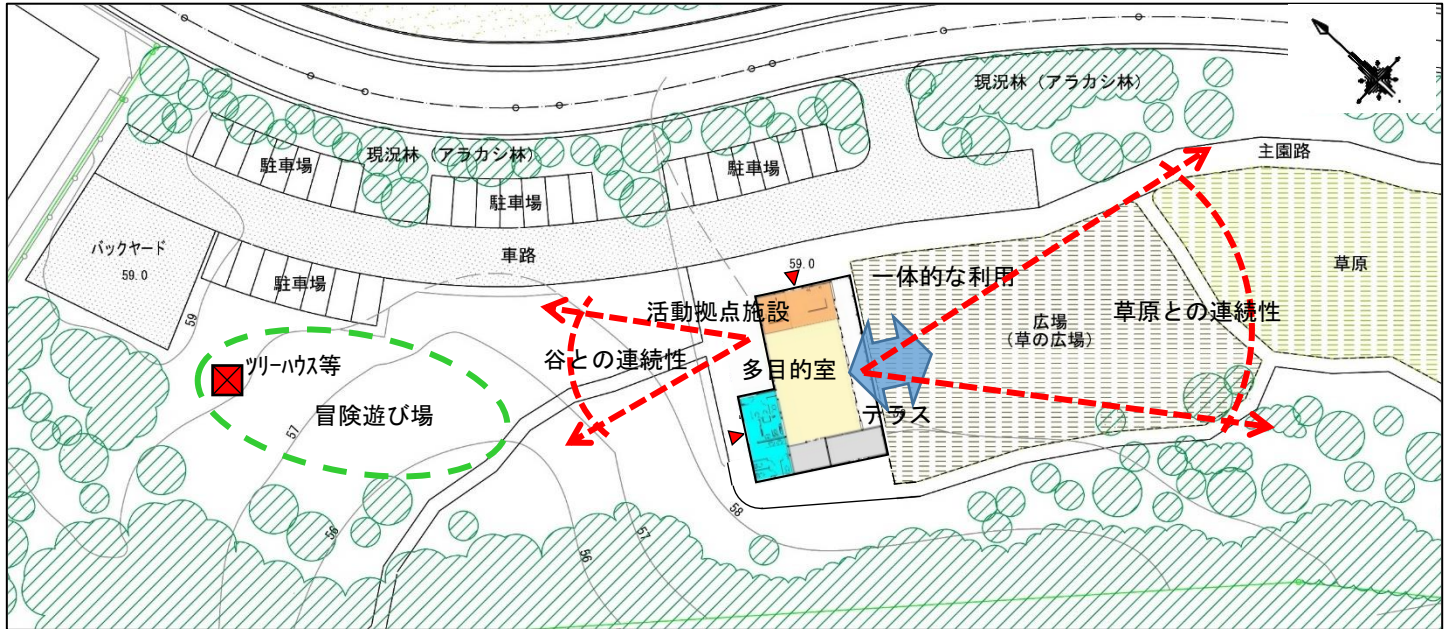 現況林（アラカシ林）
主園路
駐車場
現況林（アラカシ林）
駐車場
駐車場
バックヤード
59.0
車路
駐車場
59
59.0
一体的な利用
草原
活動拠点施設
草原との連続性
広場
（草の広場）
谷との連続性
多目的室
ツリーハウス等
テラス
冒険遊び場
57
58
56
57
56